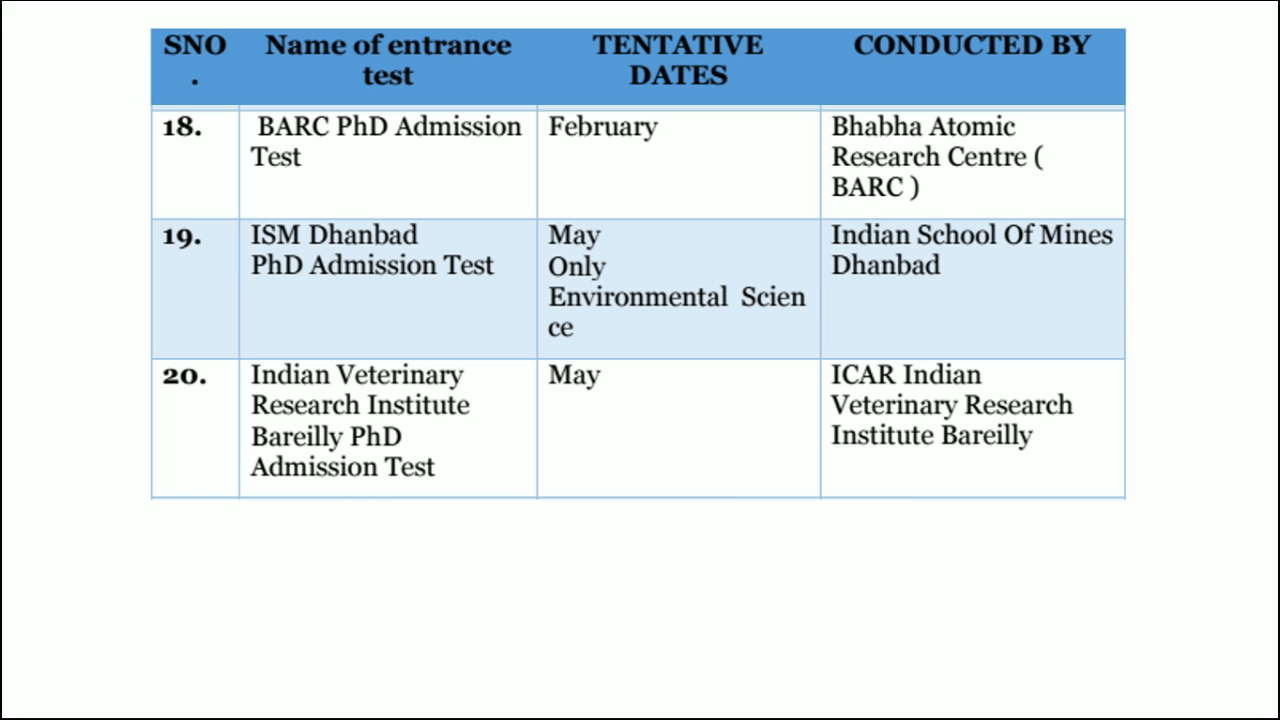 SNO
.
Name of entrance
test
TENTATIVE
DATES
CONDUCTED BY
18.
BARC PhD Admission
Test
February
Bhabha Atomic
Research Centre (
BARC )
19.
ISM Dhanbad
PhD Admission Test
May
Only
Environmental Scien
ce
Indian School Of Mines
Dhanbad
20.
Indian Veterinary
Research Institute
Bareilly PhD
Admission Test
May
ICAR Indian
Veterinary Research
Institute Bareilly